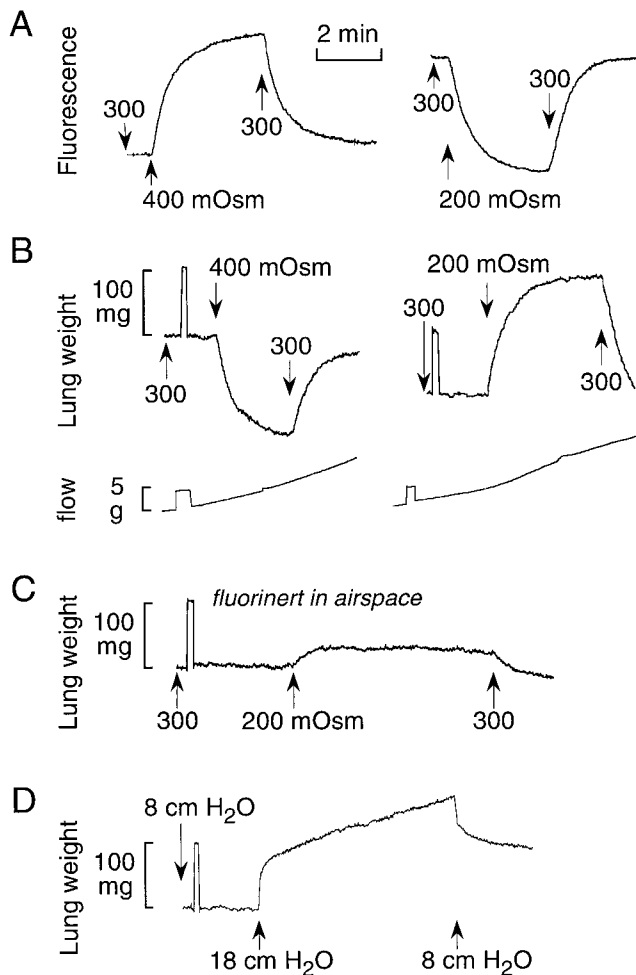 A
Fluorescence
2 min
300
400 mOsm
300
300
200 mOsm
300
B
Lung weight
100
mg
400 mOsm
300
300
200 mOsm
300
300
flow
5
g
C
Lung weight
100
mg
fluorinert in airspace
300
200 mOsm
300
D
Lung weight
100
mg
8 cm H₂O
18 cm H₂O
8 cm H₂O